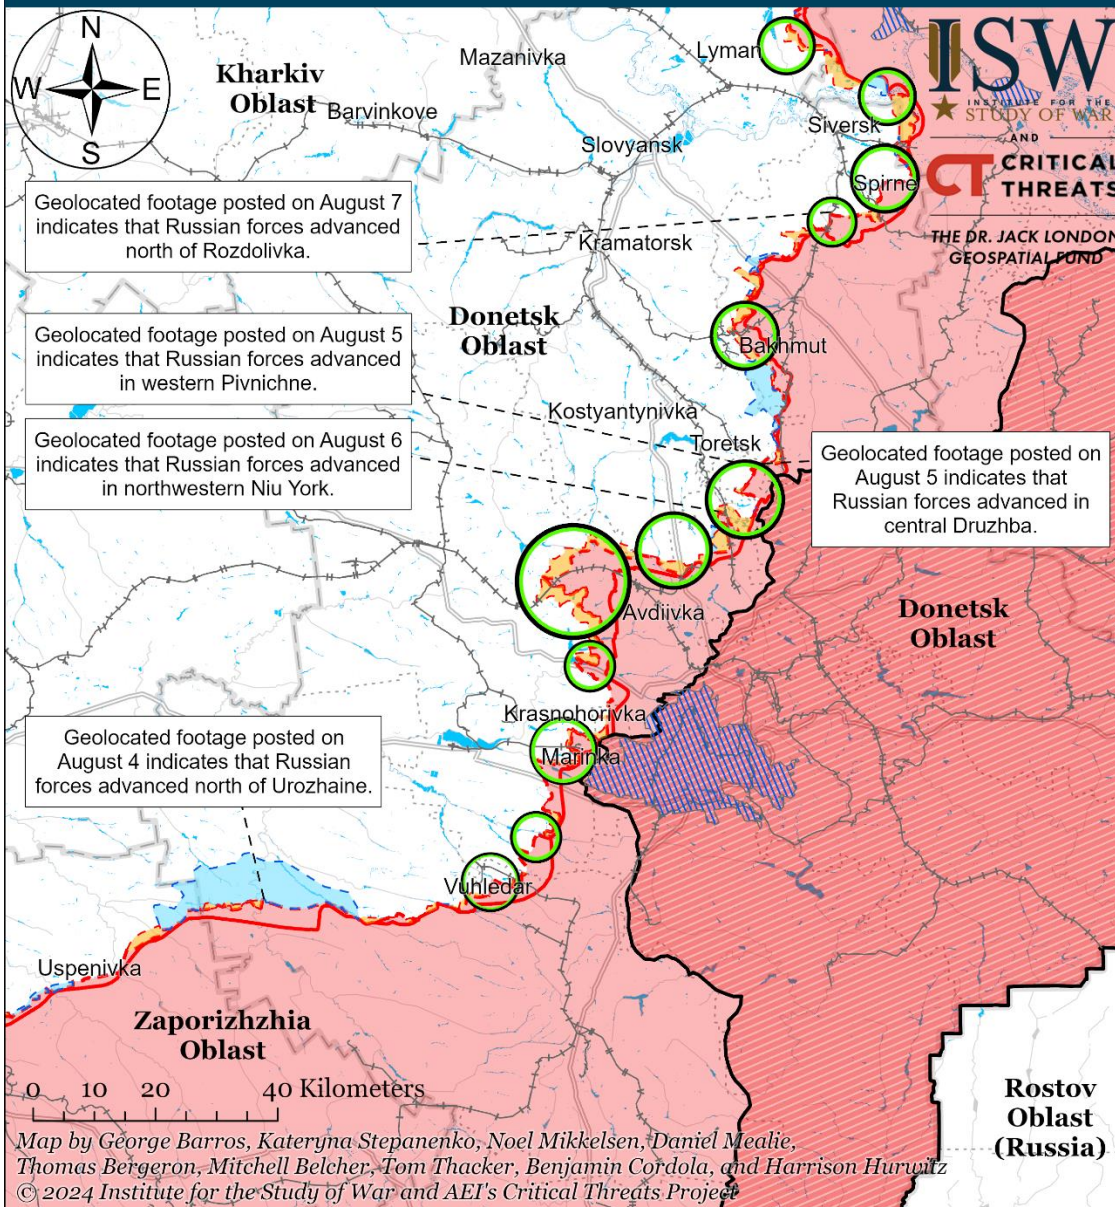 N
W
E
S
Kharkiv
Oblast
Mazanivka
Barvinkove
Lyman
Slovyansk
Siversk
Spirne
Kramatorsk
ISW
INSTITUTE FOR THE
STUDY OF WAR
AND
CT CRITICAL
THREATS
THE DR. JACK LONDON
GEOSPATIAL FUND
Geolocated footage posted on August 7
indicates that Russian forces advanced
north of Rozdolivka.
Geolocated footage posted on August 5
indicates that Russian forces advanced
in western Pivnichne.
Geolocated footage posted on August 6
indicates that Russian forces advanced
in northwestern Niu York.
Donetsk
Oblast
Bakhmut
Kostyantynivka
Toretsk
Geolocated footage posted on
August 5 indicates that
Russian forces advanced in
central Druzhba.
Avdiivka
Donetsk
Oblast
Krasnohorivka
Marinka
Geolocated footage posted on
August 4 indicates that Russian
forces advanced north of Urozhaine.
Vuhledar
Uspenivka
Zaporizhzhia
Oblast
0 10 20 40 Kilometers
Rostov
Oblast
(Russia)
Map by George Barros, Kateryna Stepanenko, Noel Mikkelsen, Daniel Mealie,
Thomas Bergeron, Mitchell Belcher, Tom Thacker, Benjamin Cordola, and Harrison Hurwitz
© 2024 Institute for the Study of War and AEI's Critical Threats Project